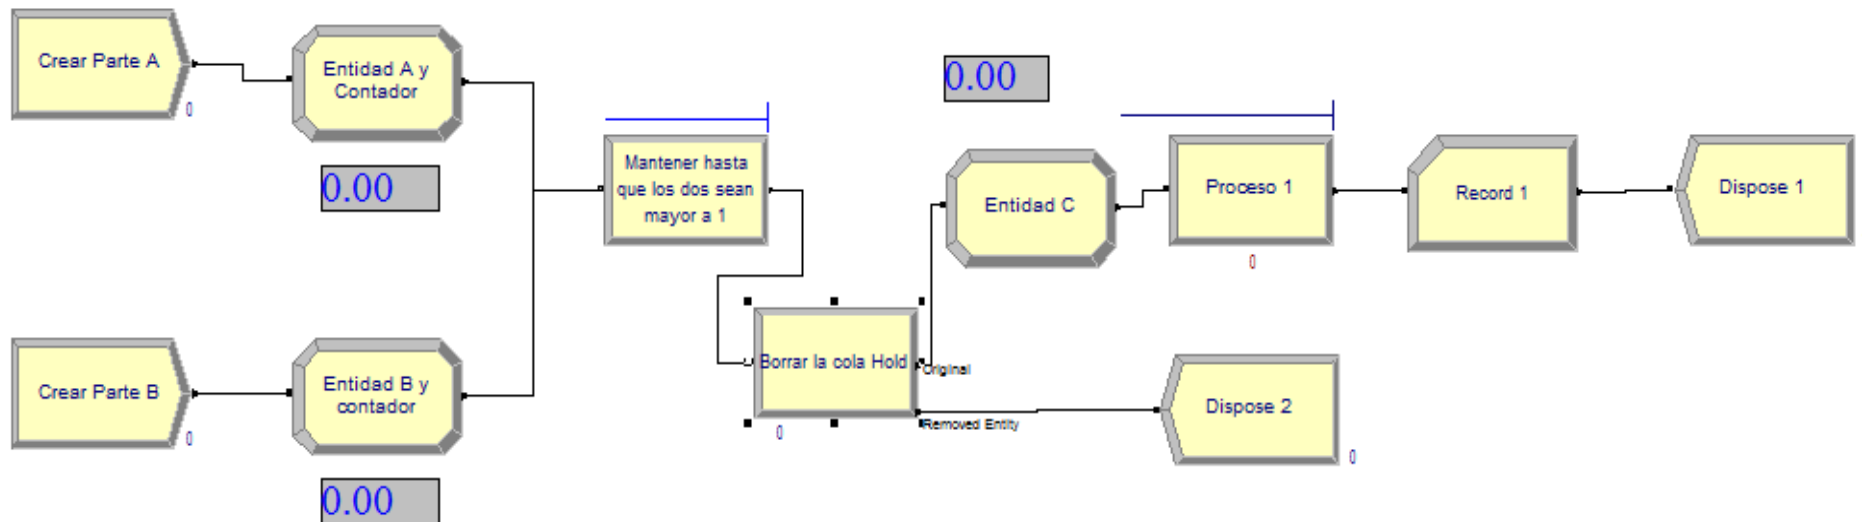 Crear Parte A
0
Entidad A y
Contador
0.00
Mantener hasta
que los dos sean
mayor a 1
0.00
Entidad C
Proceso 1
0
Record 1
Dispose 1
Crear Parte B
0
Entidad B y
contador
0.00
Borrar la cola Hold
0
Original
Removed Entity
Dispose 2
0